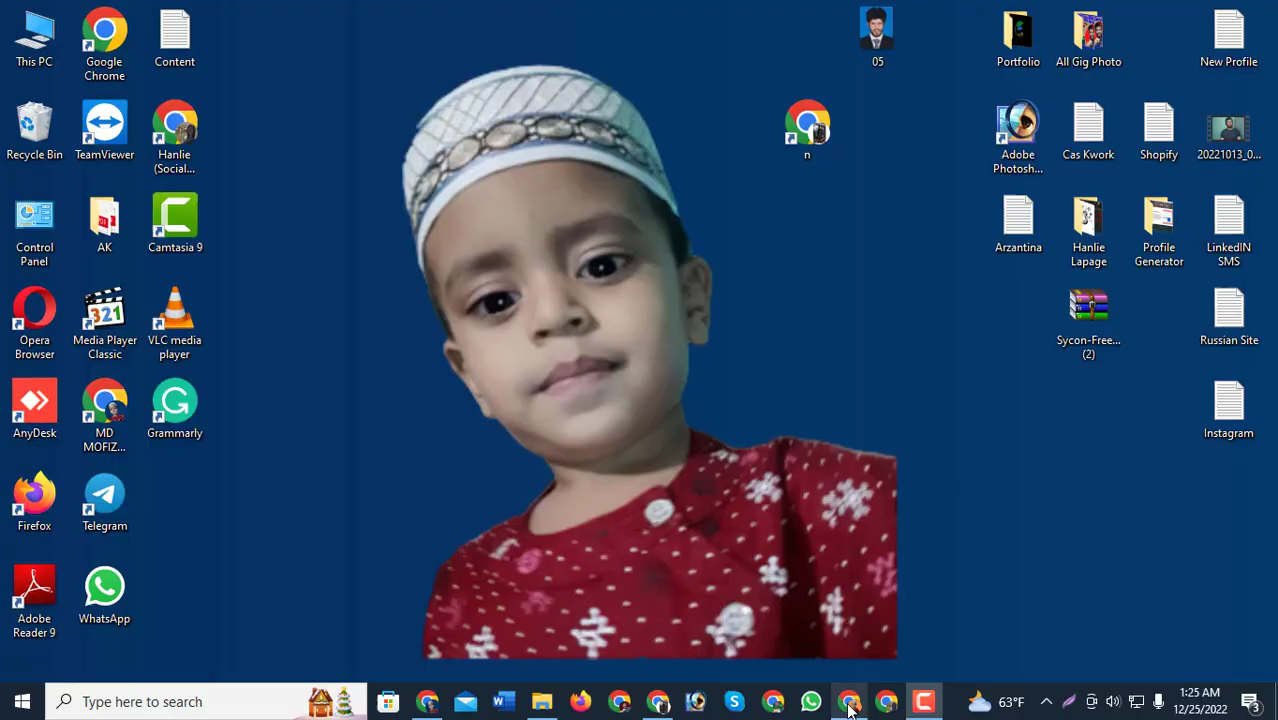 This PC
Google
Chrome
Content
05
Portfolio
All Gig Photo
New Profile
Recycle Bin
TeamViewer
Hanlie
(Social...
n
Adobe
Photosh...
Cas Kwork
Shopify
20221013_0...
Control
Panel
AK
Camtasia 9
Arzantina
Hanlie
Lapage
Profile
Generator
LinkedIN
SMS
Opera
Browser
321
Media Player
Classic
VLC media
player
Sycon-Free...
(2)
Russian Site
AnyDesk
MD
MOFIZ...
Grammarly
Instagram
Firefox
Telegram
Adobe
Reader 9
WhatsApp
Type here to search
63°F
1:25 AM
12/25/2022
3